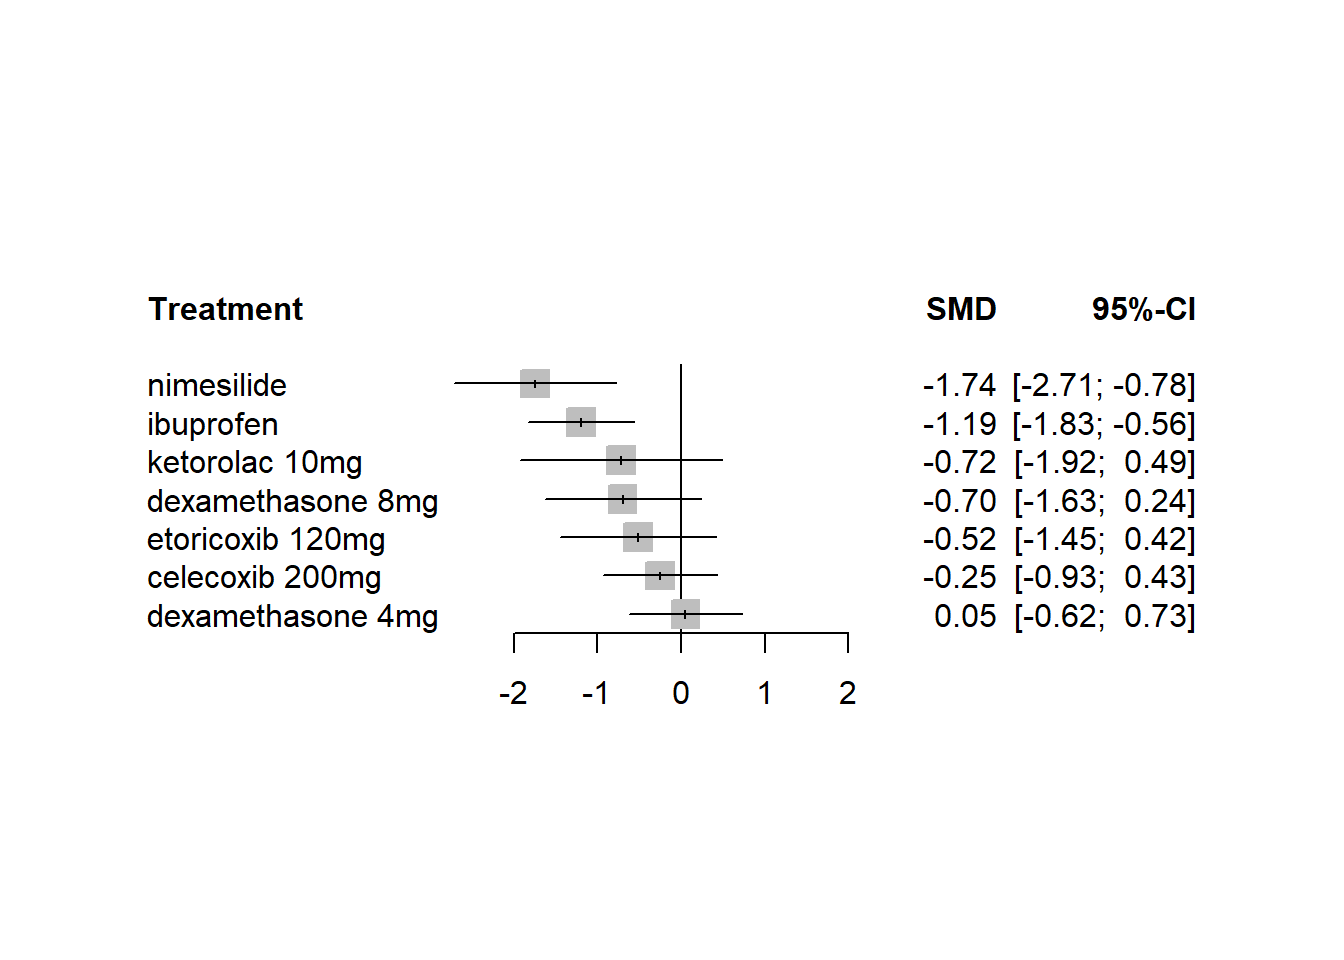 Treatment SMD 95%-CI
nimesilide -1.74 [-2.71; -0.78]
ibuprofen -1.19 [-1.83; -0.56]
ketorolac 10mg -0.72 [-1.92; 0.49]
dexamethasone 8mg -0.70 [-1.63; 0.24]
etoricoxib 120mg -0.52 [-1.45; 0.42]
celecoxib 200mg -0.25 [-0.93; 0.43]
dexamethasone 4mg 0.05 [-0.62; 0.73]
-2 -1 0 1 2